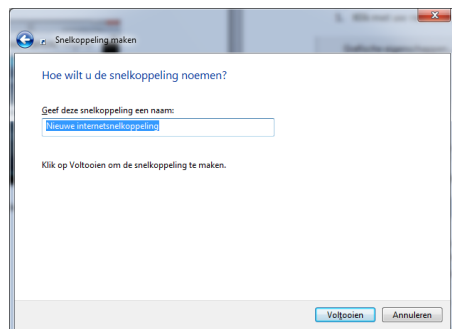 Snelkoppeling maken
Hoe wilt u de snelkoppeling noemen?
Geef deze snelkoppeling een naam:
Nieuwe internetsnelkoppeling
Klik op Voltooien om de snelkoppeling te maken.
Voltooien Annuleren